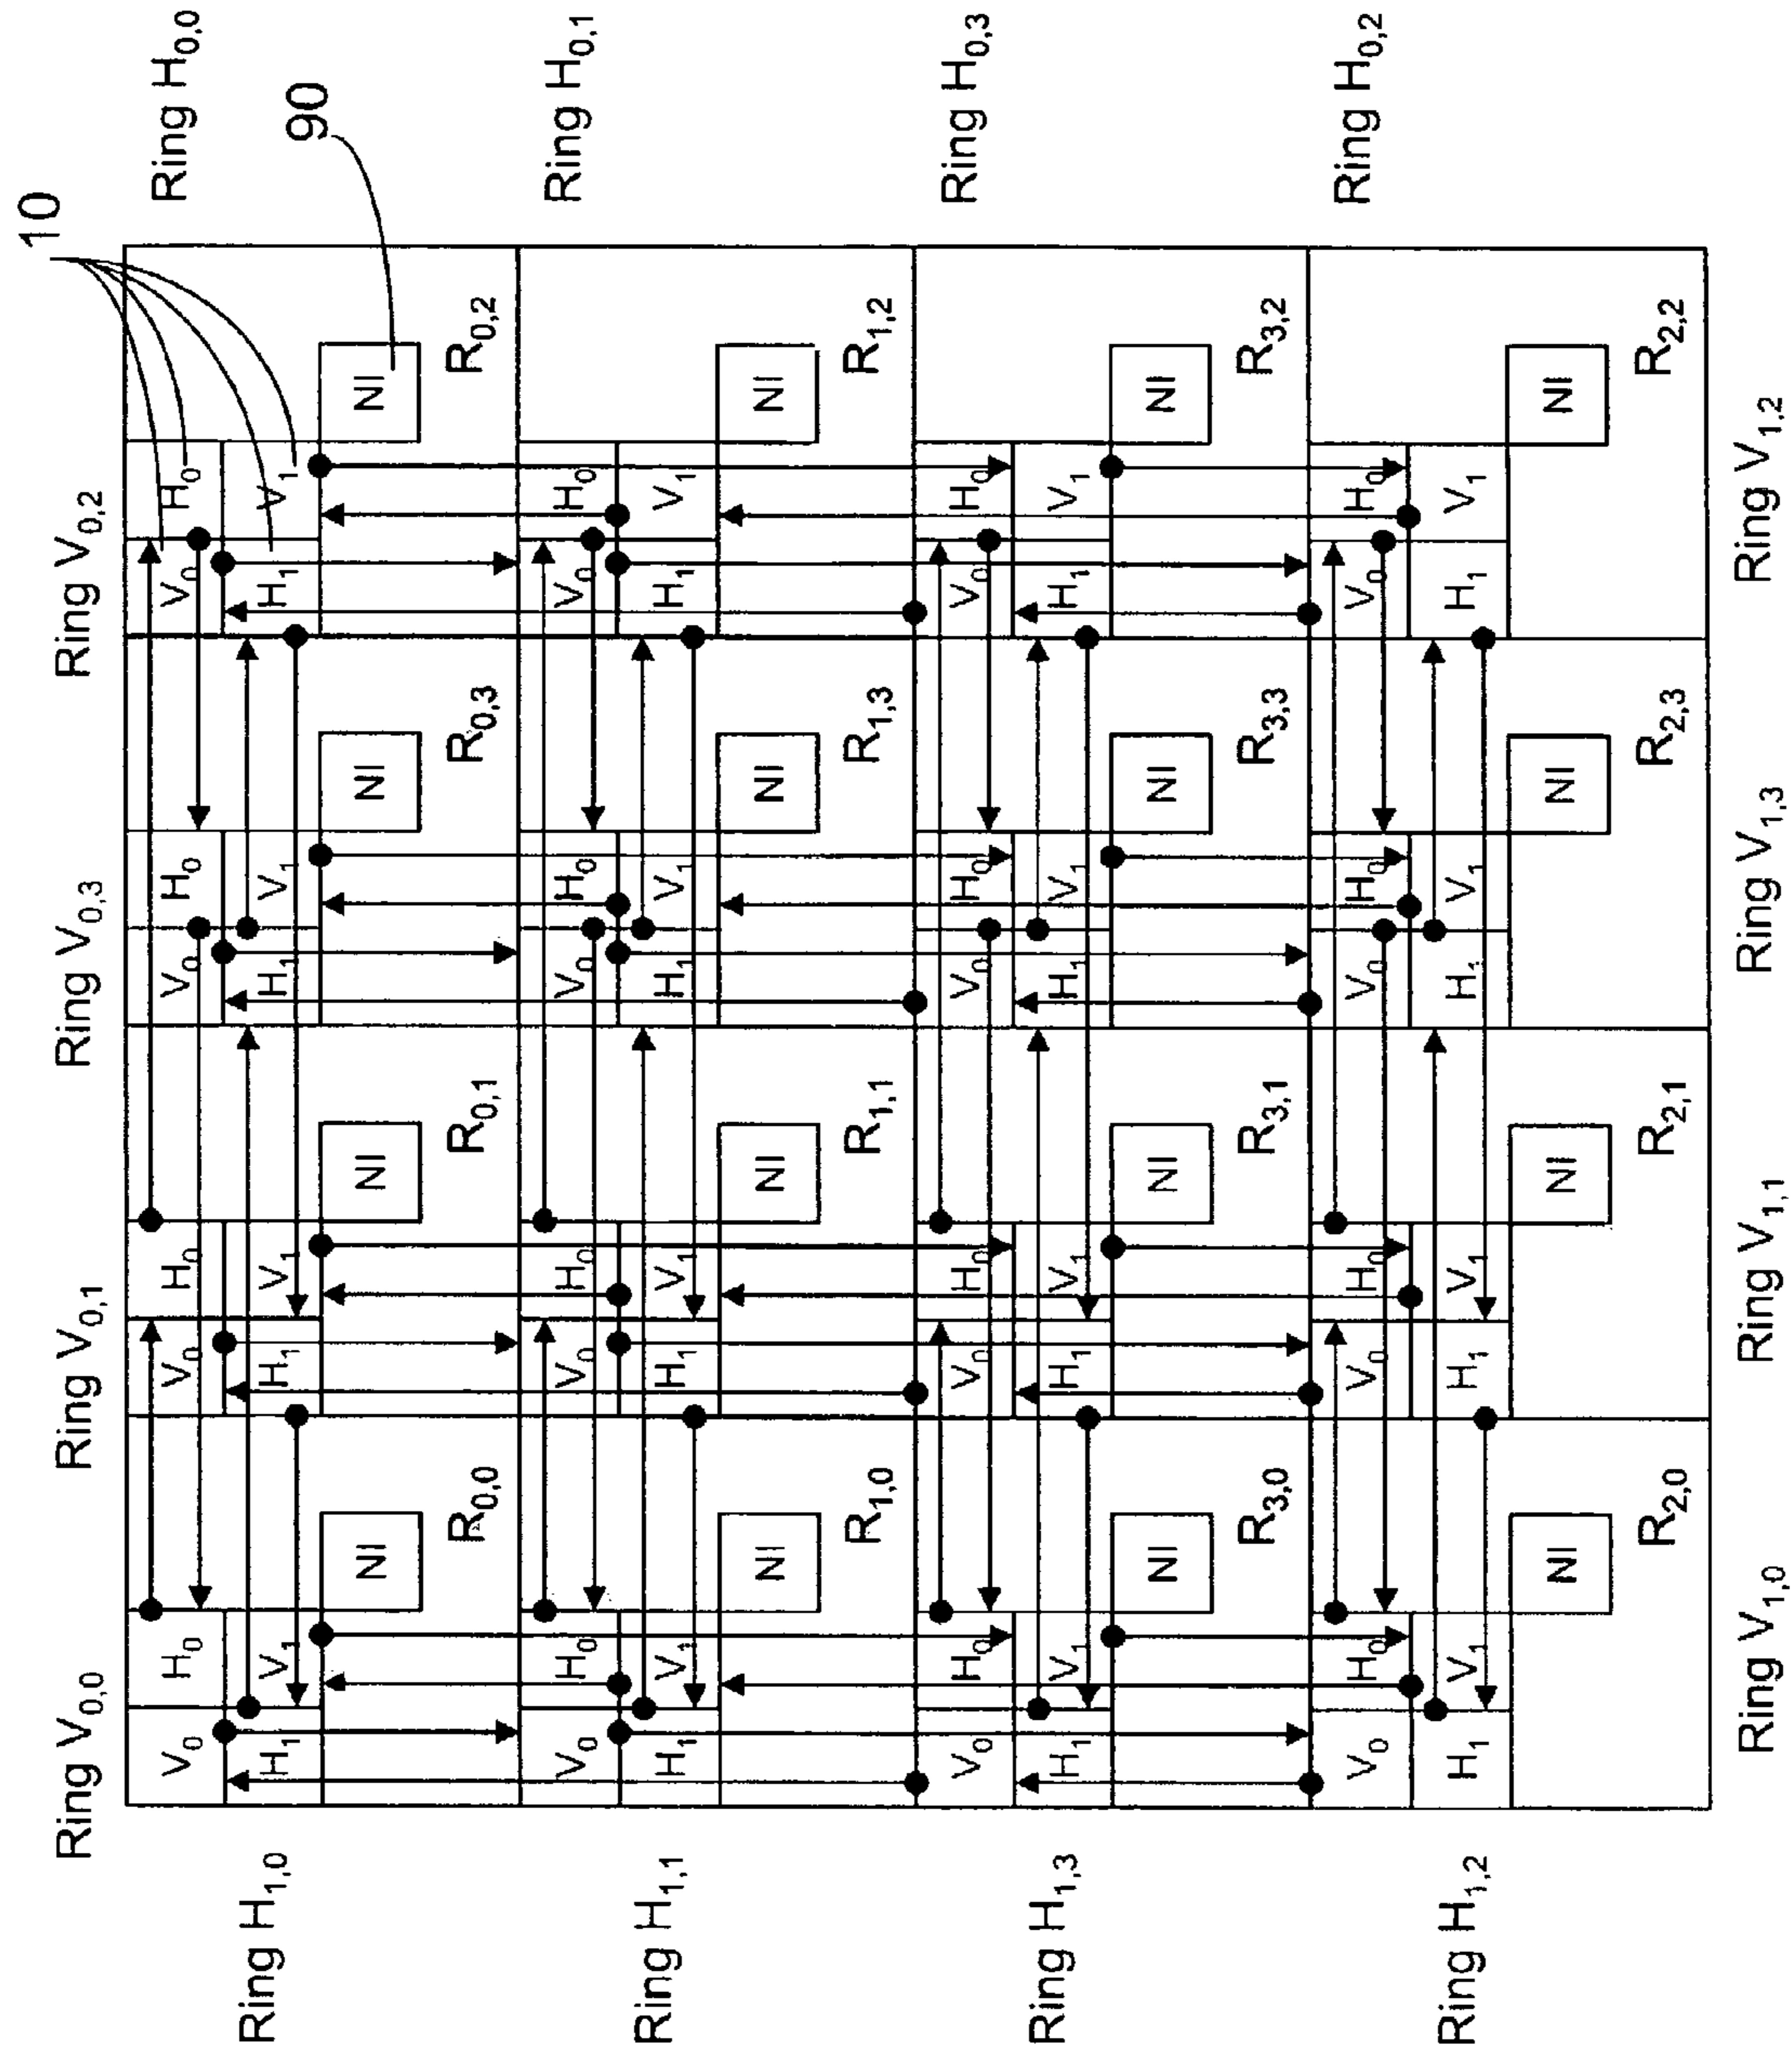 10
Ring V0,0 Ring V0,1 Ring V0,3 Ring V0,2
V0 H0 V0 H0 V0 H0 V0 H0 Ring H0,0
Ring H1,0 H1 V1 H1 V1 H1 V1 H1 V1
90
NI NI NI NI
R0,0 R0,1 R0,3 R0,2
V0 H0 V0 H0 V0 H0 V0 H0 Ring H0,1
Ring H1,1 H1 V1 H1 V1 H1 V1 H1 V1
NI NI NI NI
R1,0 R1,1 R1,3 R1,2
V0 H0 V0 H0 V0 H0 V0 H0 Ring H0,3
Ring H1,3 H1 V1 H1 V1 H1 V1 H1 V1
NI NI NI NI
R3,0 R3,1 R3,3 R3,2
V0 H0 V0 H0 V0 H0 V0 H0 Ring H0,2
Ring H1,2 H1 V1 H1 V1 H1 V1 H1 V1
NI NI NI NI
R2,0 R2,1 R2,3 R2,2
Ring V1,0 Ring V1,1 Ring V1,3 Ring V1,2